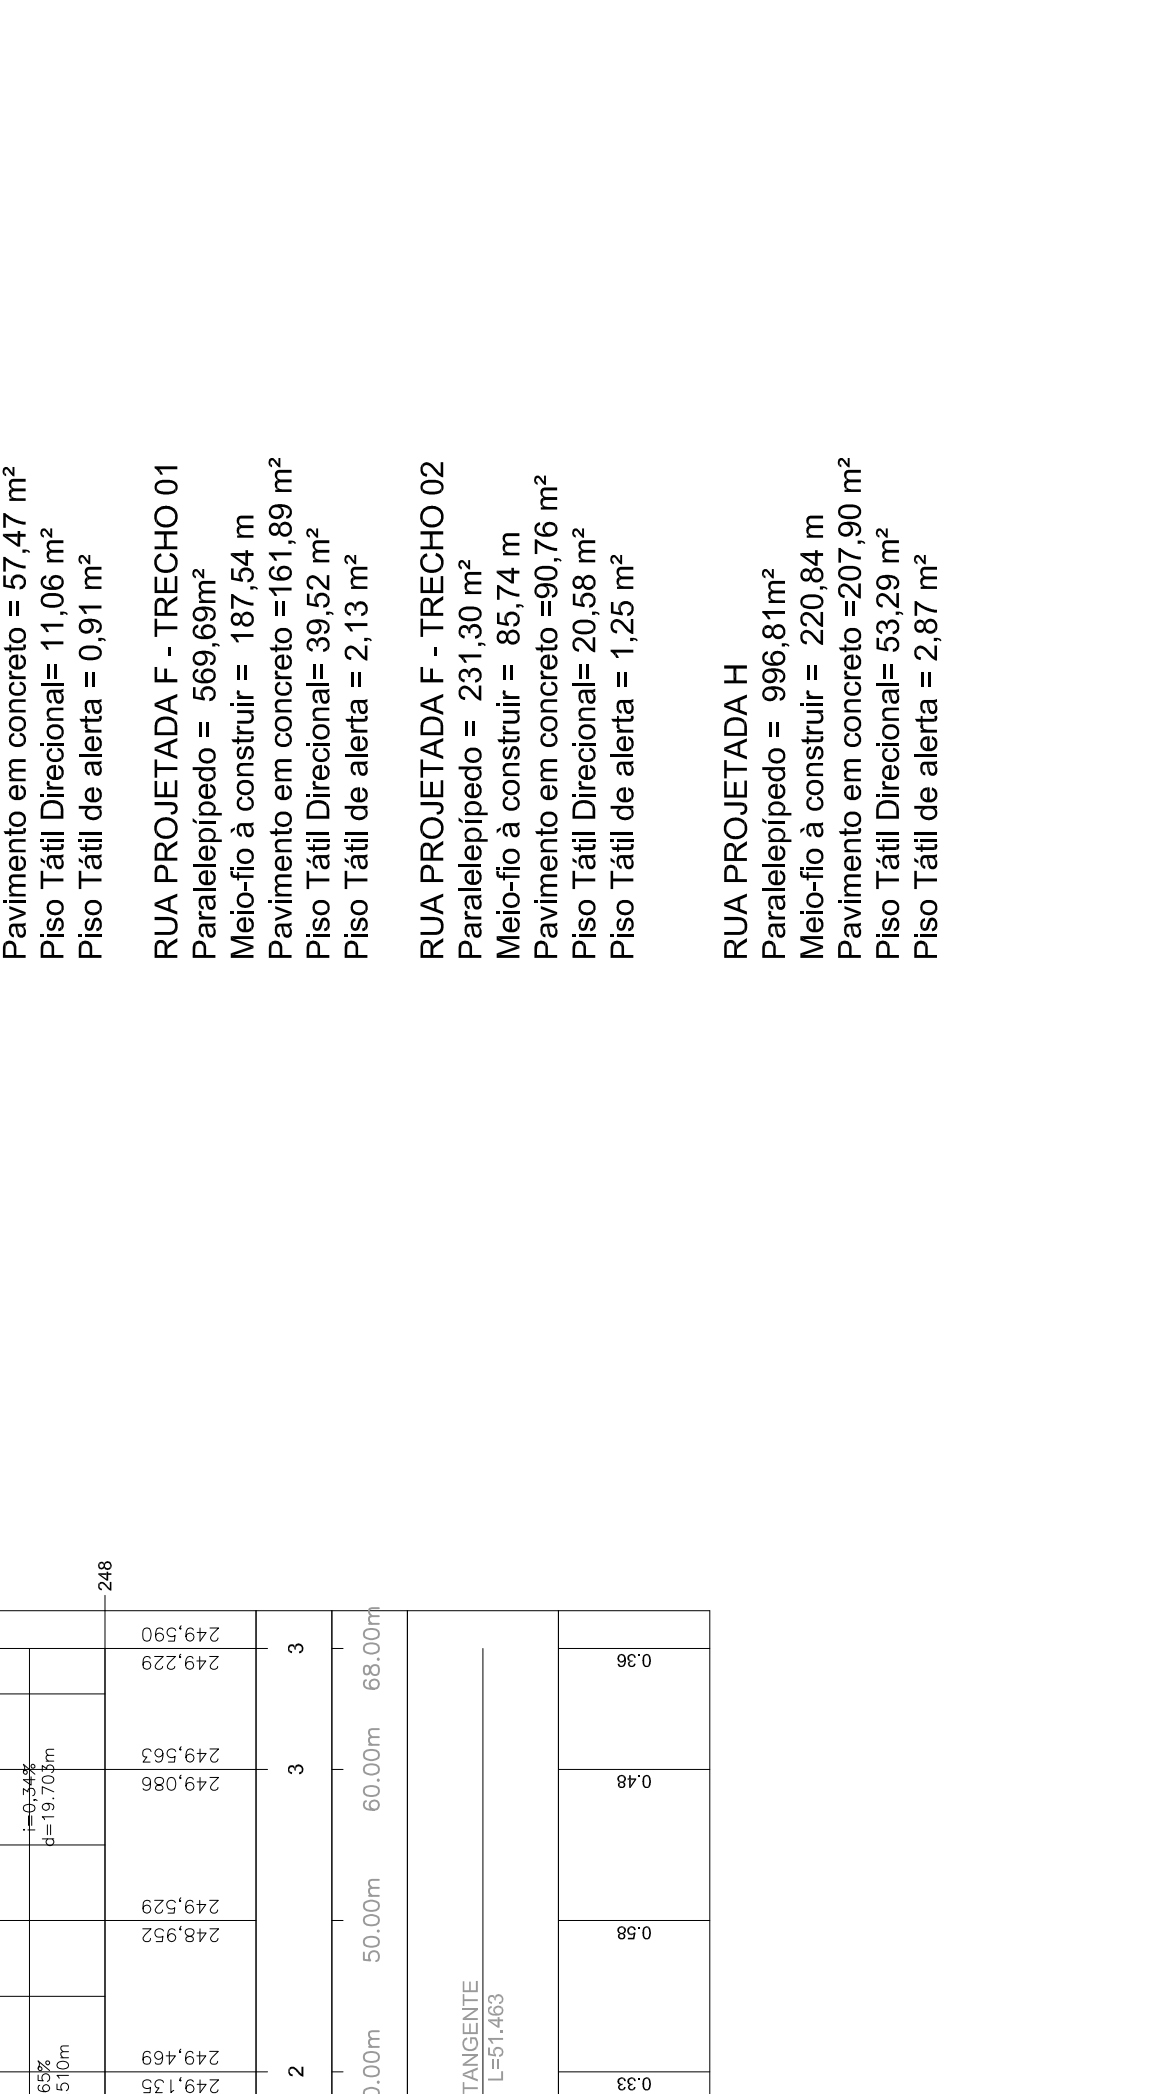 Pavimento em concreto = 57,47 m²
Piso Tátil Direcional= 11,06 m²
Piso Tátil de alerta = 0,91 m²
RUA PROJETADA F - TRECHO 01
Paralelepípedo = 569,69m²
Meio-fio à construir = 187,54 m
Pavimento em concreto =161,89 m²
Piso Tátil Direcional= 39,52 m²
Piso Tátil de alerta = 2,13 m²
RUA PROJETADA F - TRECHO 02
Paralelepípedo = 231,30 m²
Meio-fio à construir = 85,74 m
Pavimento em concreto =90,76 m²
Piso Tátil Direcional= 20,58 m²
Piso Tátil de alerta = 1,25 m²
RUA PROJETADA H
Paralelepípedo = 996,81m²
Meio-fio à construir = 220,84 m
Pavimento em concreto =207,90 m²
Piso Tátil Direcional= 53,29 m²
Piso Tátil de alerta = 2,87 m²
65%
510m
i=0,34%
d=19.703m
248
249,469
249,135
249,529
248,952
249,563
249,086
249,590
249,229
2
3
3
0.00m
50.00m
60.00m
68.00m
TANGENTE
L=51.463
0.33
0.58
0.48
0.36